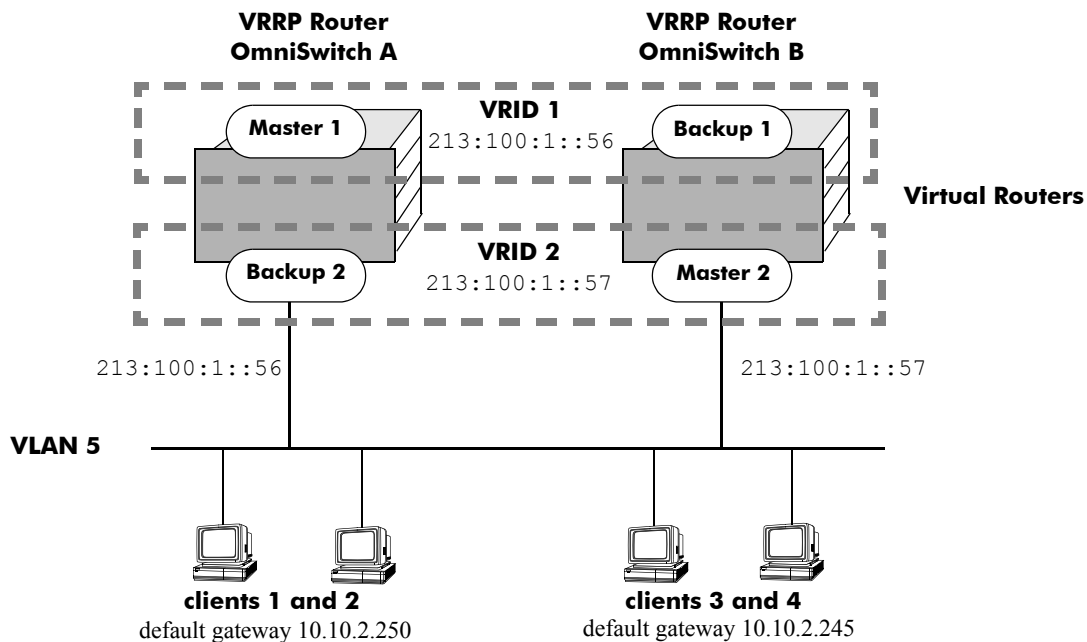 VRRP Router
OmniSwitch A
VRRP Router
OmniSwitch B
Master 1
VRID 1
213:100:1::56
Backup 1
Virtual Routers
Backup 2
VRID 2
213:100:1::57
Master 2
213:100:1::56
213:100:1::57
VLAN 5
clients 1 and 2
default gateway 10.10.2.250
clients 3 and 4
default gateway 10.10.2.245